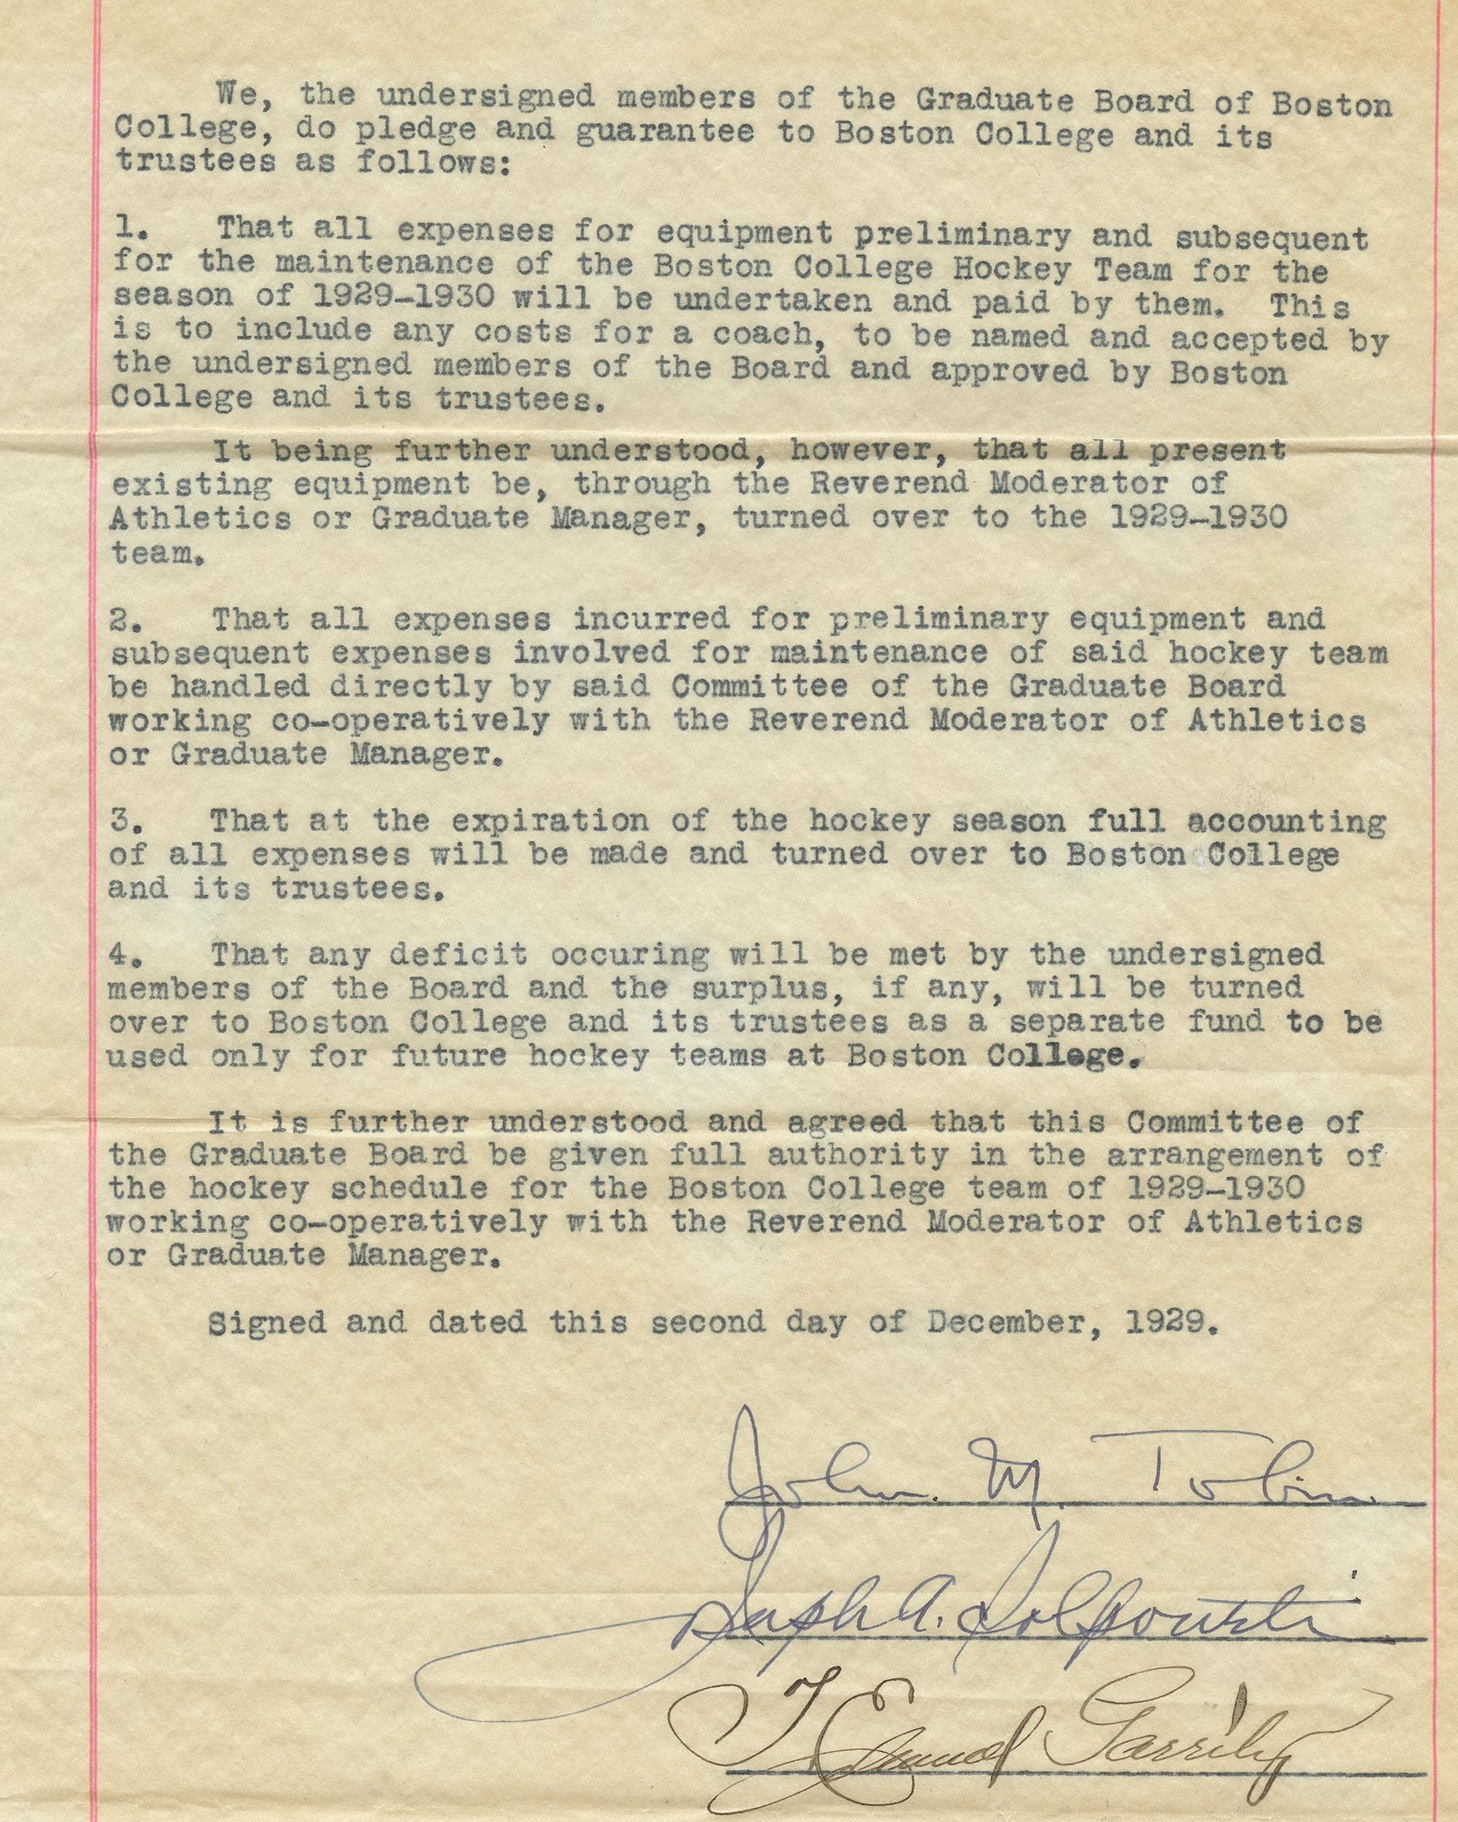 We, the undersigned members of the Graduate Board of Boston
College, do pledge and guarantee to Boston College and its
trustees as follows:
1. That all expenses for equipment preliminary and subsequent
for the maintenance of the Boston College Hockey Team for the
season of 1929-1930 will be undertaken and paid by them. This
is to include any costs for a coach, to be named and accepted by
the undersigned members of the Board and approved by Boston
College and its trustees.
It being further understood, however, that all present
existing equipment be, through the Reverend Moderator of
Athletics or Graduate Manager, turned over to the 1929-1930
team.
2. That all expenses incurred for preliminary equipment and
subsequent expenses involved for maintenance of said hockey team
be handled directly by said Committee of the Graduate Board
working co-operatively with the Reverend Moderator of Athletics
or Graduate Manager.
3. That at the expiration of the hockey season full accounting
of all expenses will be made and turned over to Boston College
and its trustees.
4. That any deficit occuring will be met by the undersigned
members of the Board and the surplus, if any, will be turned
over to Boston College and its trustees as a separate fund to be
used only for future hockey teams at Boston College.
It is further understood and agreed that this Committee of
the Graduate Board be given full authority in the arrangement of
the hockey schedule for the Boston College team of 1929-1930
working co-operatively with the Reverend Moderator of Athletics
or Graduate Manager.
Signed and dated this second day of December, 1929.
John M. Tobin
Joseph A.